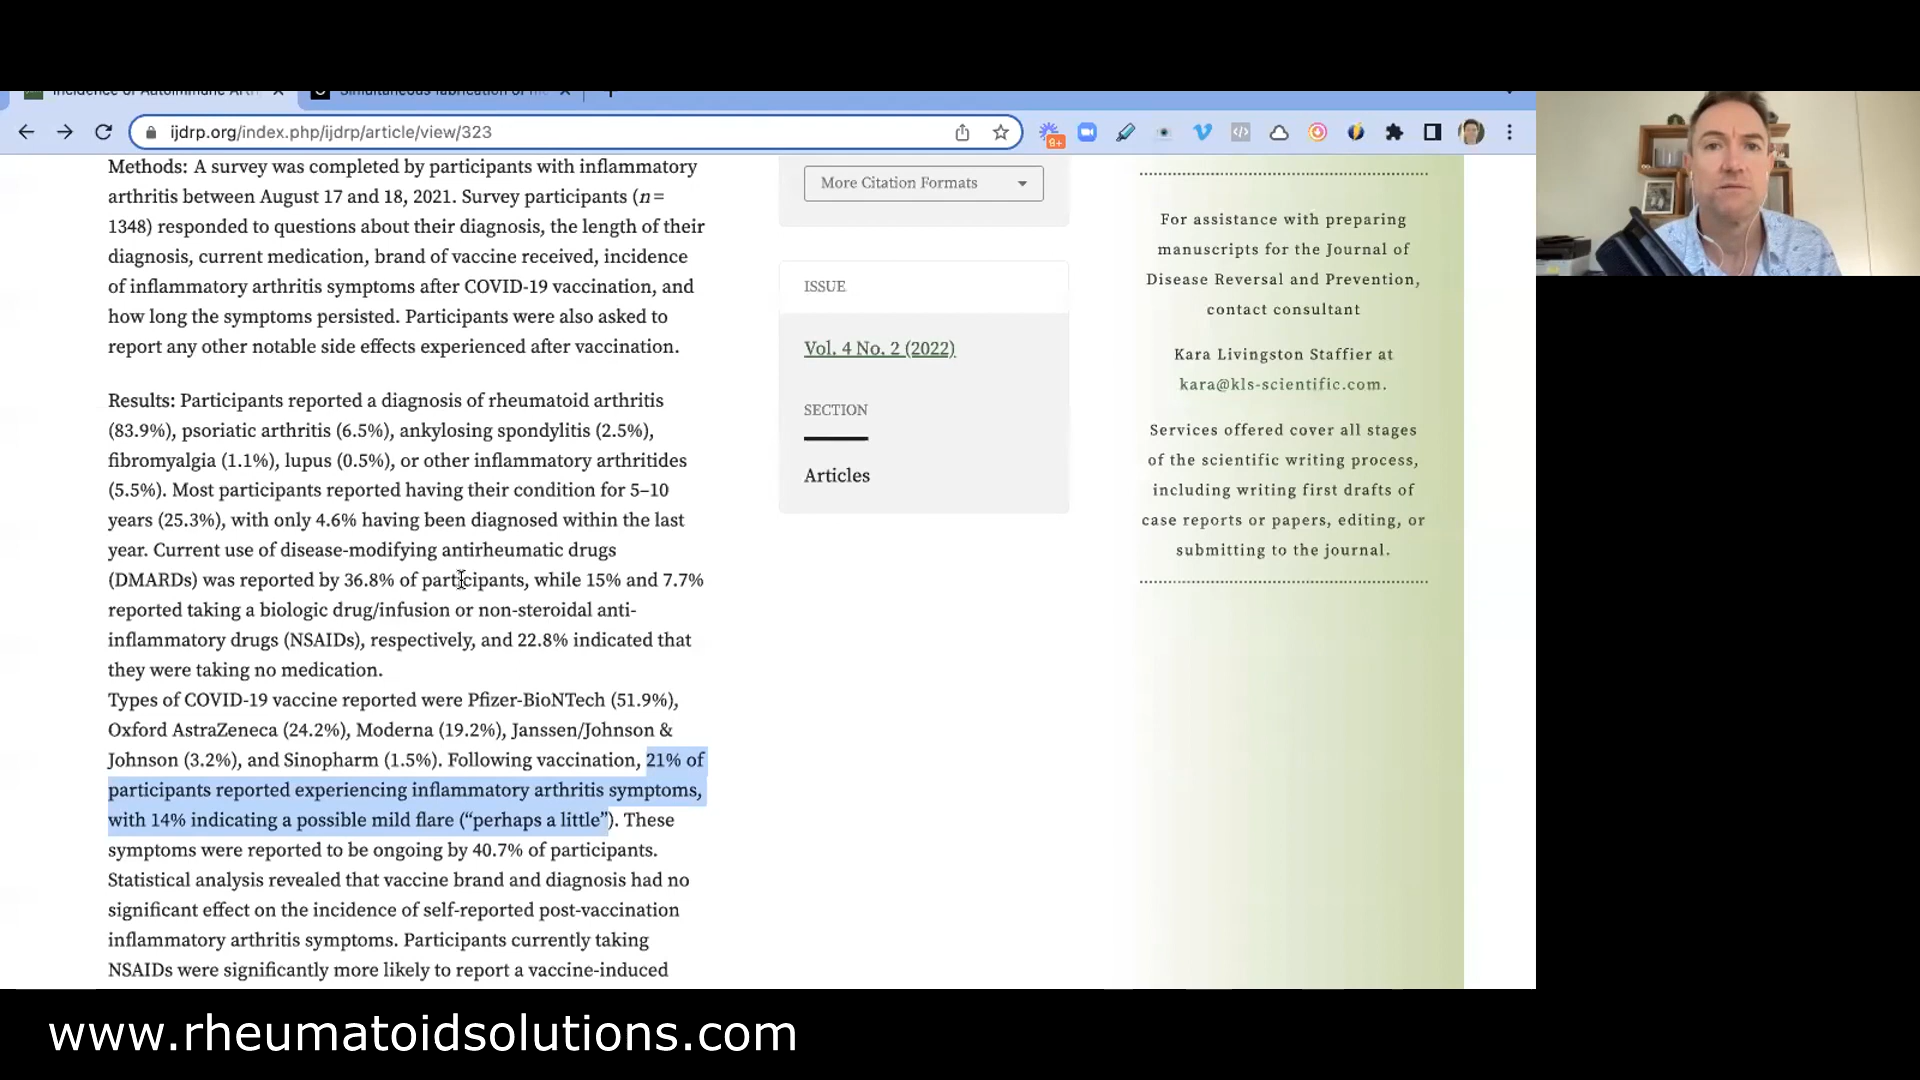 Incidence of Autoimmune Arth
Simultaneous fabrication of
ijdrp.org/index.php/ijdrp/article/view/323
9+
Methods: A survey was completed by participants with inflammatory
arthritis between August 17 and 18, 2021. Survey participants (n =
1348) responded to questions about their diagnosis, the length of their
diagnosis, current medication, brand of vaccine received, incidence
of inflammatory arthritis symptoms after COVID-19 vaccination, and
how long the symptoms persisted. Participants were also asked to
report any other notable side effects experienced after vaccination.
Results: Participants reported a diagnosis of rheumatoid arthritis
(83.9%), psoriatic arthritis (6.5%), ankylosing spondylitis (2.5%),
fibromyalgia (1.1%), lupus (0.5%), or other inflammatory arthritides
(5.5%). Most participants reported having their condition for 5–10
years (25.3%), with only 4.6% having been diagnosed within the last
year. Current use of disease-modifying antirheumatic drugs
(DMARDs) was reported by 36.8% of participants, while 15% and 7.7%
reported taking a biologic drug/infusion or non-steroidal anti-
inflammatory drugs (NSAIDs), respectively, and 22.8% indicated that
they were taking no medication.
Types of COVID-19 vaccine reported were Pfizer-BioNTech (51.9%),
Oxford AstraZeneca (24.2%), Moderna (19.2%), Janssen/Johnson &
Johnson (3.2%), and Sinopharm (1.5%). Following vaccination, 21% of
participants reported experiencing inflammatory arthritis symptoms,
with 14% indicating a possible mild flare (“perhaps a little”). These
symptoms were reported to be ongoing by 40.7% of participants.
Statistical analysis revealed that vaccine brand and diagnosis had no
significant effect on the incidence of self-reported post-vaccination
inflammatory arthritis symptoms. Participants currently taking
NSAIDs were significantly more likely to report a vaccine-induced
More Citation Formats
ISSUE
Vol. 4 No. 2 (2022)
SECTION
Articles
For assistance with preparing
manuscripts for the Journal of
Disease Reversal and Prevention,
contact consultant
Kara Livingston Staffier at
kara@kls-scientific.com.
Services offered cover all stages
of the scientific writing process,
including writing first drafts of
case reports or papers, editing, or
submitting to the journal.
www.rheumatoidsolutions.com